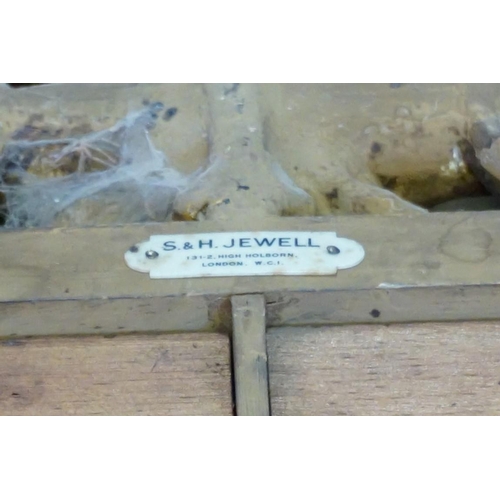 S. & H. JEWELL
131-2, HIGH HOLBORN,
LONDON, W.C.1.